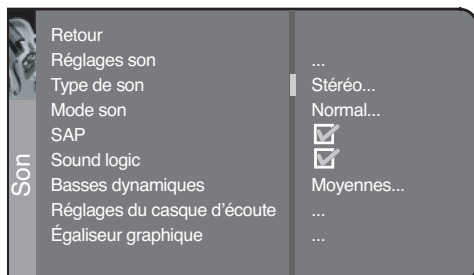 Retour
Réglages son ...
Type de son Stéréo...
Mode son Normal...
SAP
Sound logic
Basses dynamiques Moyennes...
Réglages du casque d'écoute ...
Égaliseur graphique ...
Son